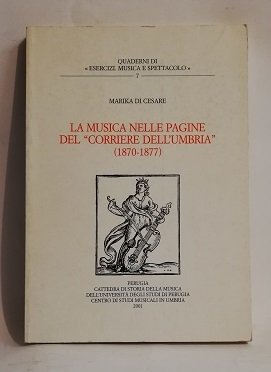 QUADERNI DI
« ESERCIZI. MUSICA E SPETTACOLO »
7
MARIKA DI CESARE
LA MUSICA NELLE PAGINE
DEL "CORRIERE DELL'UMBRIA"
(1870-1877)
PERUGIA
CATTEDRA DI STORIA DELLA MUSICA
DELL'UNIVERSITÀ DEGLI STUDI DI PERUGIA
CENTRO DI STUDI MUSICALI IN UMBRIA
2001